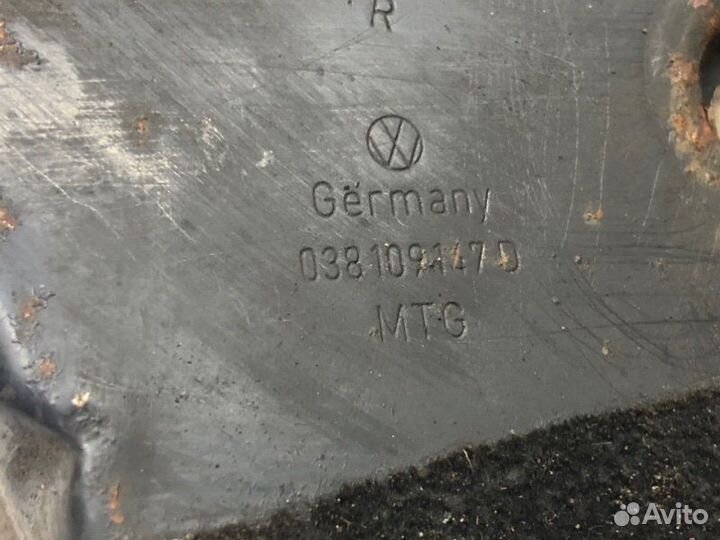 R
Germany
038 109 147 D
MTG
Avito